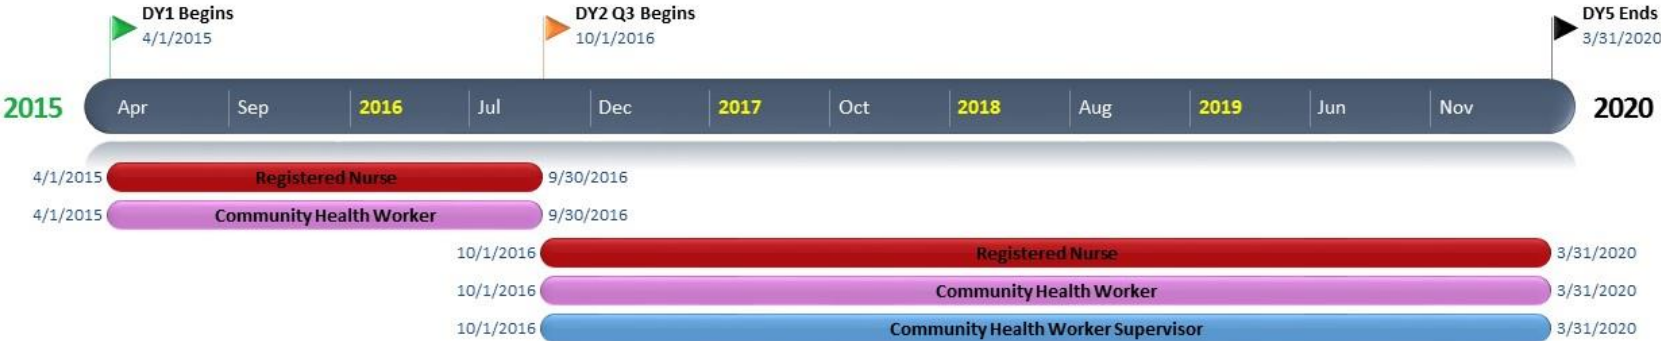 DY1 Begins
4/1/2015
DY2 Q3 Begins
10/1/2016
DY5 Ends
3/31/2020
2015 Apr Sep 2016 Jul Dec 2017 Oct 2018 Aug 2019 Jun Nov 2020
4/1/2015 Registered Nurse 9/30/2016
4/1/2015 Community Health Worker 9/30/2016
10/1/2016 Registered Nurse 3/31/2020
10/1/2016 Community Health Worker 3/31/2020
10/1/2016 Community Health Worker Supervisor 3/31/2020